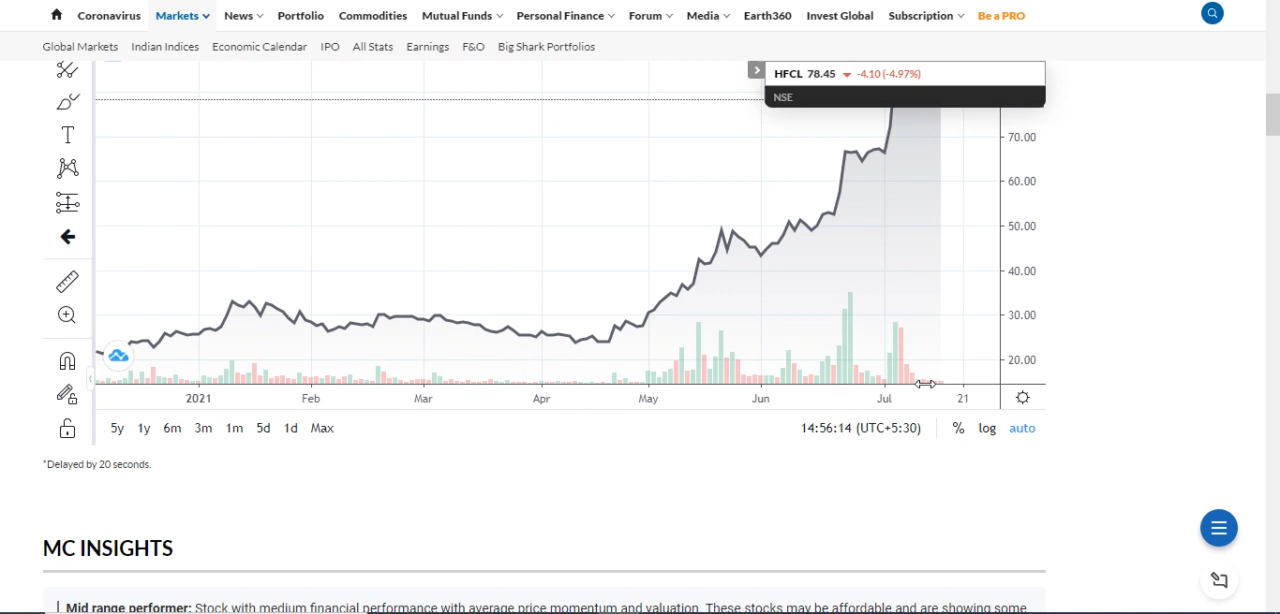 Coronavirus Markets News Portfolio Commodities Mutual Funds Personal Finance Forum Media Earth360 Invest Global Subscription Be a PRO
Global Markets Indian Indices Economic Calendar IPO All Stats Earnings F&O Big Shark Portfolios
HFCL 78.45 -4.10 (-4.97%)
NSE
T
70.00
60.00
50.00
40.00
30.00
20.00
2021 Feb Mar Apr May Jun Jul 21
5y 1y 6m 3m 1m 5d 1d Max 14:56:14 (UTC+5:30) % log auto
*Delayed by 20 seconds.
MC INSIGHTS
Mid range performer: Stock with medium financial performance with average price momentum and valuation. These stocks may be affordable and are showing some